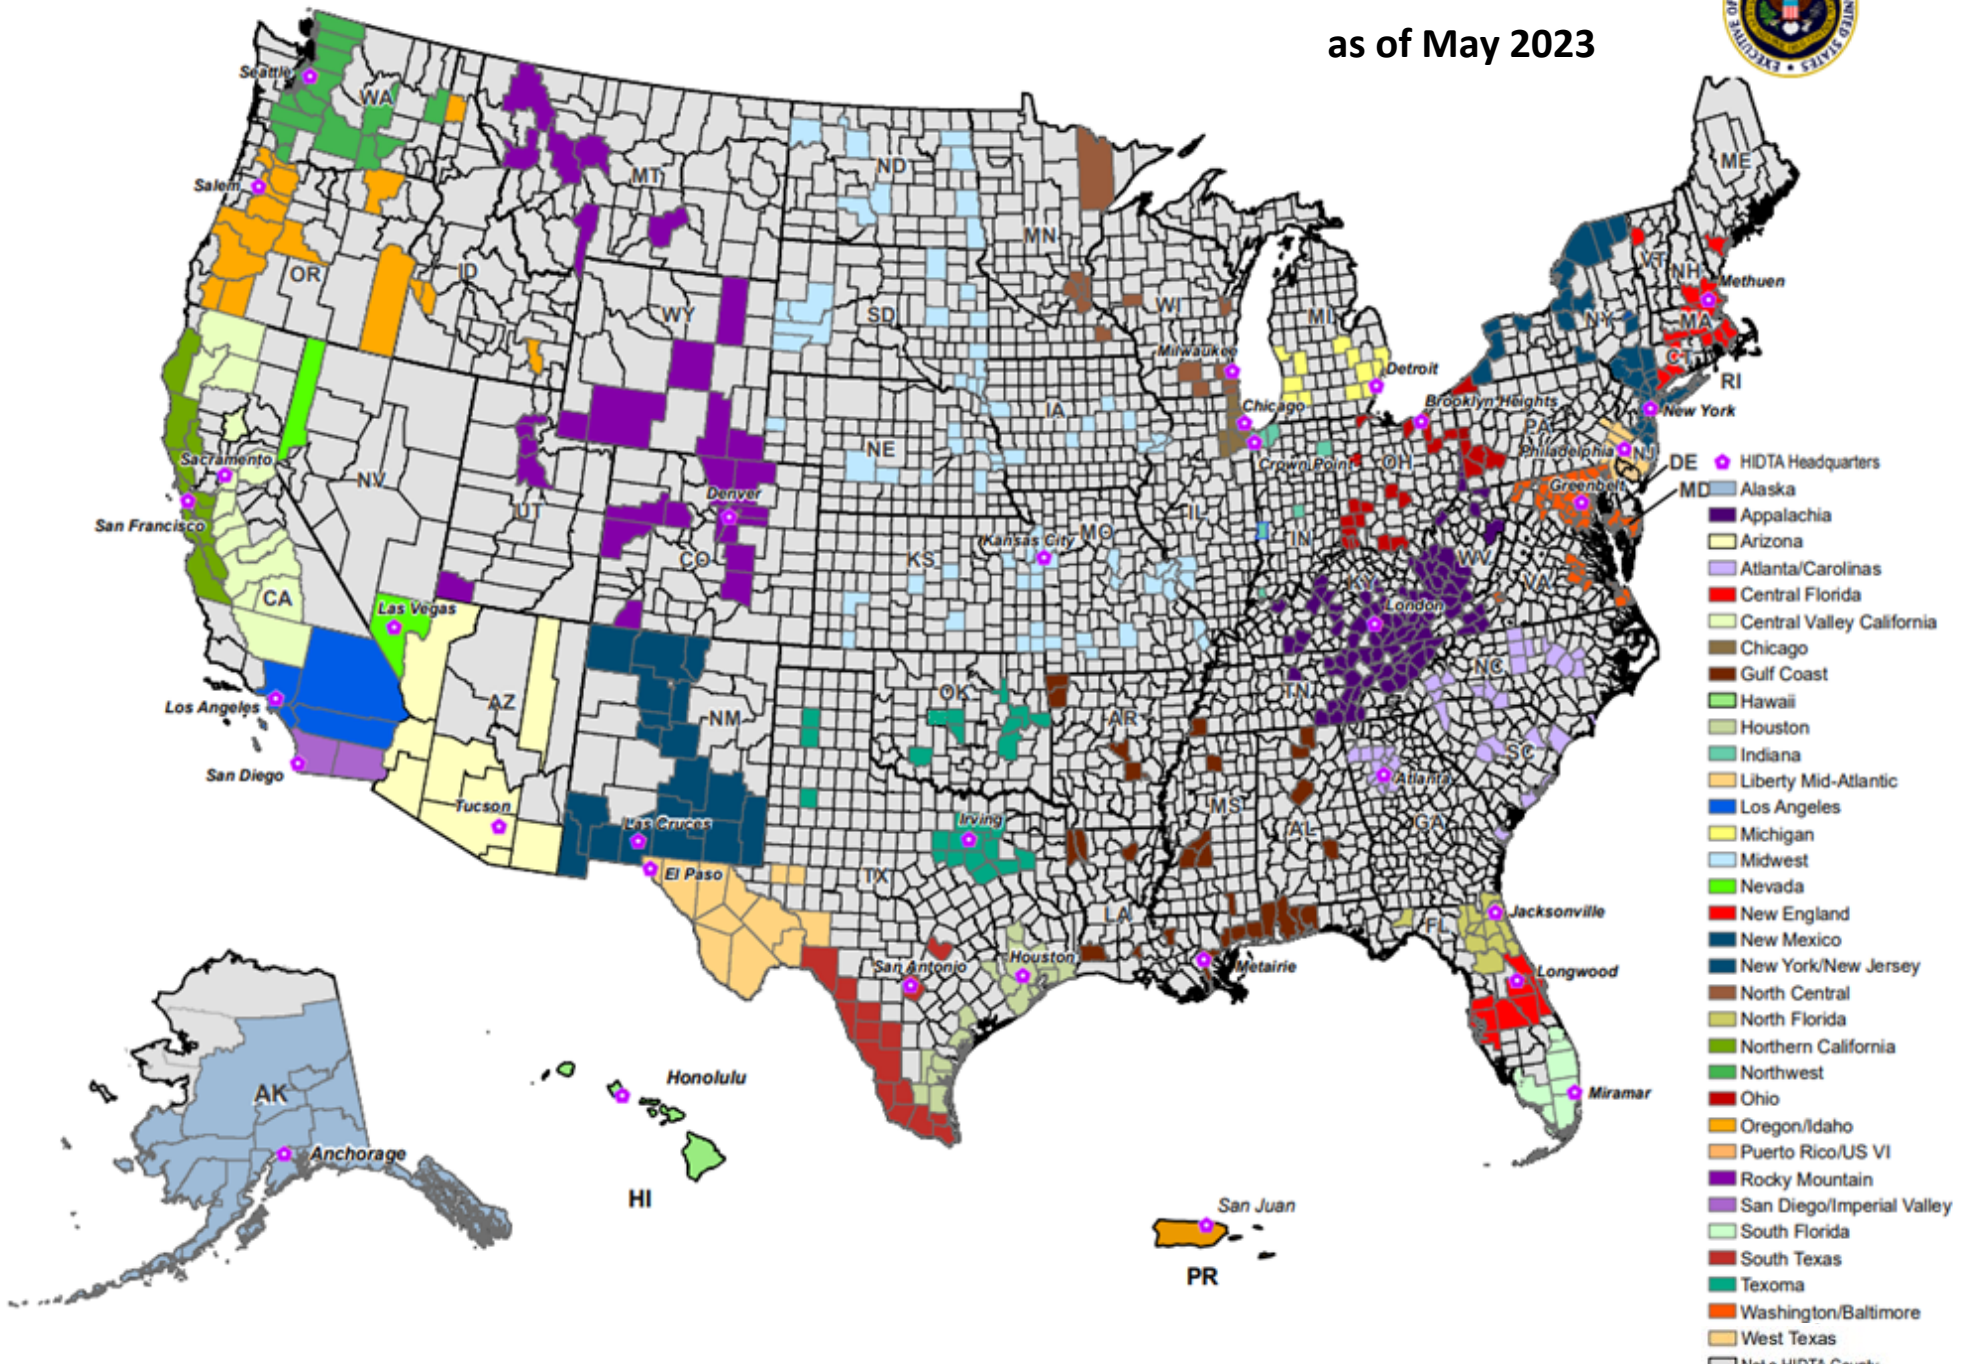 as of May 2023
EXECUTIVE
UNITED STATES
Seattle
WA
Salem
OR
ID
MT
ND
MN
WI
MI
ME
VT
NH
Methuen
NY
MA
CT
RI
WY
SD
Milwaukee
Detroit
Chicago
Brooklyn Heights
New York
IA
NE
Crown Point
OH
PA
Philadelphia
NJ
DE
MD
Greenbelt
Sacramento
San Francisco
NV
UT
Denver
CO
KS
Kansas City
MO
IL
IN
WV
VA
KY
London
CA
Las Vegas
Los Angeles
San Diego
AZ
Tucson
NM
Las Cruces
El Paso
OK
AR
TN
NC
SC
Atlanta
GA
MS
AL
Irving
TX
LA
San Antonio
Houston
Metairie
FL
Jacksonville
Longwood
Miramar
AK
Anchorage
Honolulu
HI
San Juan
PR
HIDTA Headquarters
Alaska
Appalachia
Arizona
Atlanta/Carolinas
Central Florida
Central Valley California
Chicago
Gulf Coast
Hawaii
Houston
Indiana
Liberty Mid-Atlantic
Los Angeles
Michigan
Midwest
Nevada
New England
New Mexico
New York/New Jersey
North Central
North Florida
Northern California
Northwest
Ohio
Oregon/Idaho
Puerto Rico/US VI
Rocky Mountain
San Diego/Imperial Valley
South Florida
South Texas
Texoma
Washington/Baltimore
West Texas
Not a HIDTA County